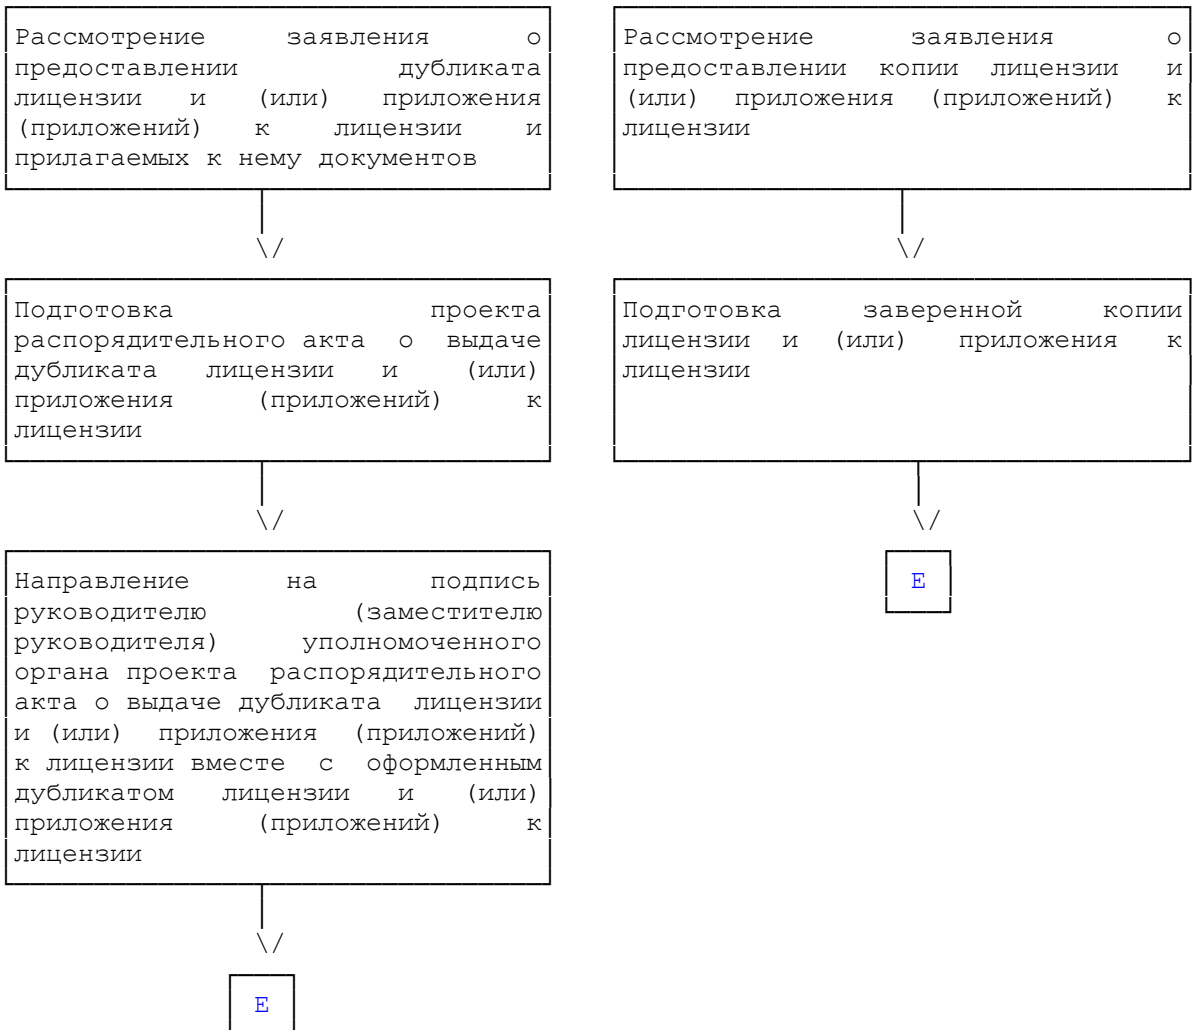 Рассмотрение заявления о
предоставлении дубликата
лицензии и (или) приложения
(приложений) к лицензии и
прилагаемых к нему документов
Рассмотрение заявления о
предоставлении копии лицензии и
(или) приложения (приложений) к
лицензии
Подготовка проекта
распорядительного акта о выдаче
дубликата лицензии и (или)
приложения (приложений) к
лицензии
Подготовка заверенной копии
лицензии и (или) приложения к
лицензии
Направление на подпись
руководителю (заместителю
руководителя) уполномоченного
органа проекта распорядительного
акта о выдаче дубликата лицензии
и (или) приложения (приложений)
к лицензии вместе с оформленным
дубликатом лицензии и (или)
приложения (приложений) к
лицензии
Е
Е